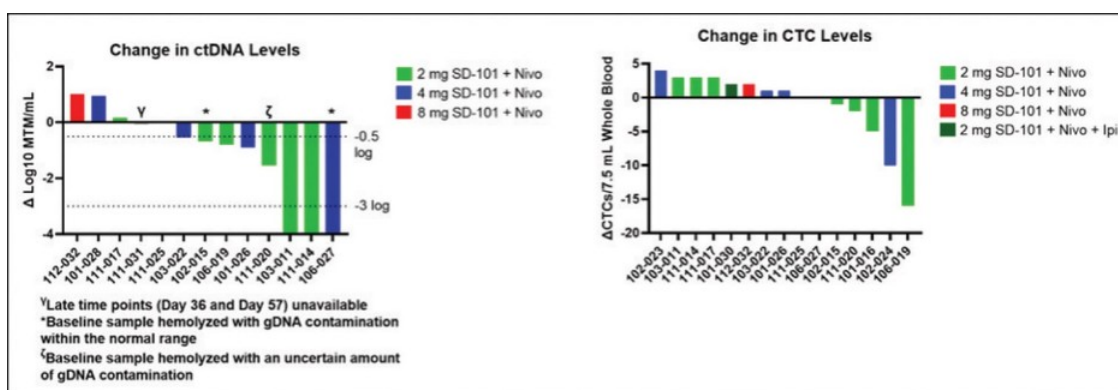 Change in ctDNA Levels
Δ Log10 MTM/mL
2
0
-2
-4
γ
*
ζ
*
-0.5
log
-3 log
112-032
101-028
111-017
111-031
111-025
103-022
102-015
106-019
101-026
111-020
103-011
111-014
106-027
2 mg SD-101 + Nivo
4 mg SD-101 + Nivo
8 mg SD-101 + Nivo
γLate time points (Day 36 and Day 57) unavailable
*Baseline sample hemolyzed with gDNA contamination
within the normal range
ζBaseline sample hemolyzed with an uncertain amount
of gDNA contamination
Change in CTC Levels
ΔCTCs/7.5 mL Whole Blood
5
0
-5
-10
-15
-20
102-023
103-011
111-014
111-017
101-030
112-032
103-022
101-026
111-025
106-027
102-015
111-020
101-016
102-024
106-019
2 mg SD-101 + Nivo
4 mg SD-101 + Nivo
8 mg SD-101 + Nivo
2 mg SD-101 + Nivo + Ipi